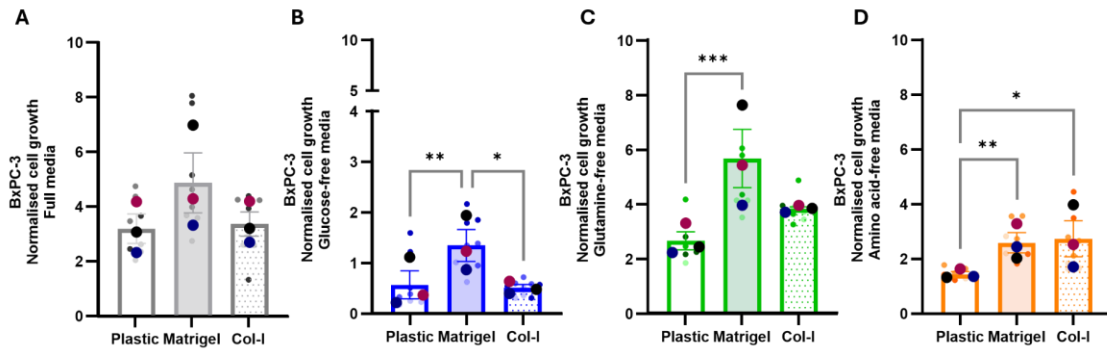 A
BxPC-3
Normalised cell growth
Full media
10
8
6
4
2
0
Plastic Matrigel Col-I
B
BxPC-3
Normalised cell growth
Glucose-free media
10
5
4
3
2
1
0
**
*
Plastic Matrigel Col-I
C
BxPC-3
Normalised cell growth
Glutamine-free media
10
8
6
4
2
0
***
Plastic Matrigel Col-I
D
BxPC-3
Normalised cell growth
Amino acid-free media
10
8
6
4
2
0
*
**
Plastic Matrigel Col-I